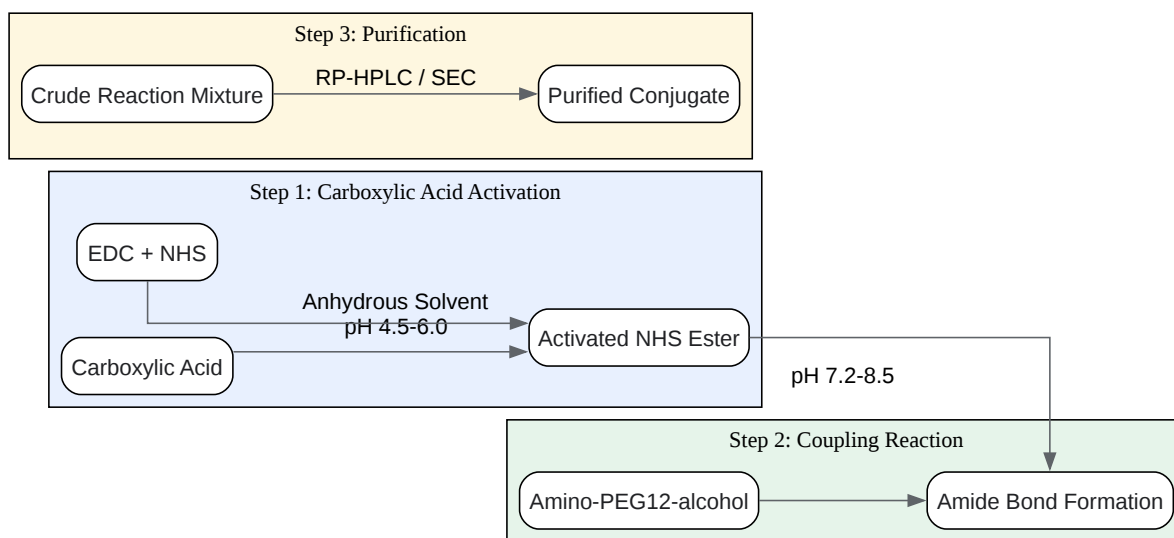 Step 3: Purification
RP-HPLC / SEC
Crude Reaction Mixture
Purified Conjugate
Step 1: Carboxylic Acid Activation
EDC + NHS
Anhydrous Solvent
pH 4.5-6.0
Activated NHS Ester
Carboxylic Acid
pH 7.2-8.5
Step 2: Coupling Reaction
Amino-PEG12-alcohol
Amide Bond Formation